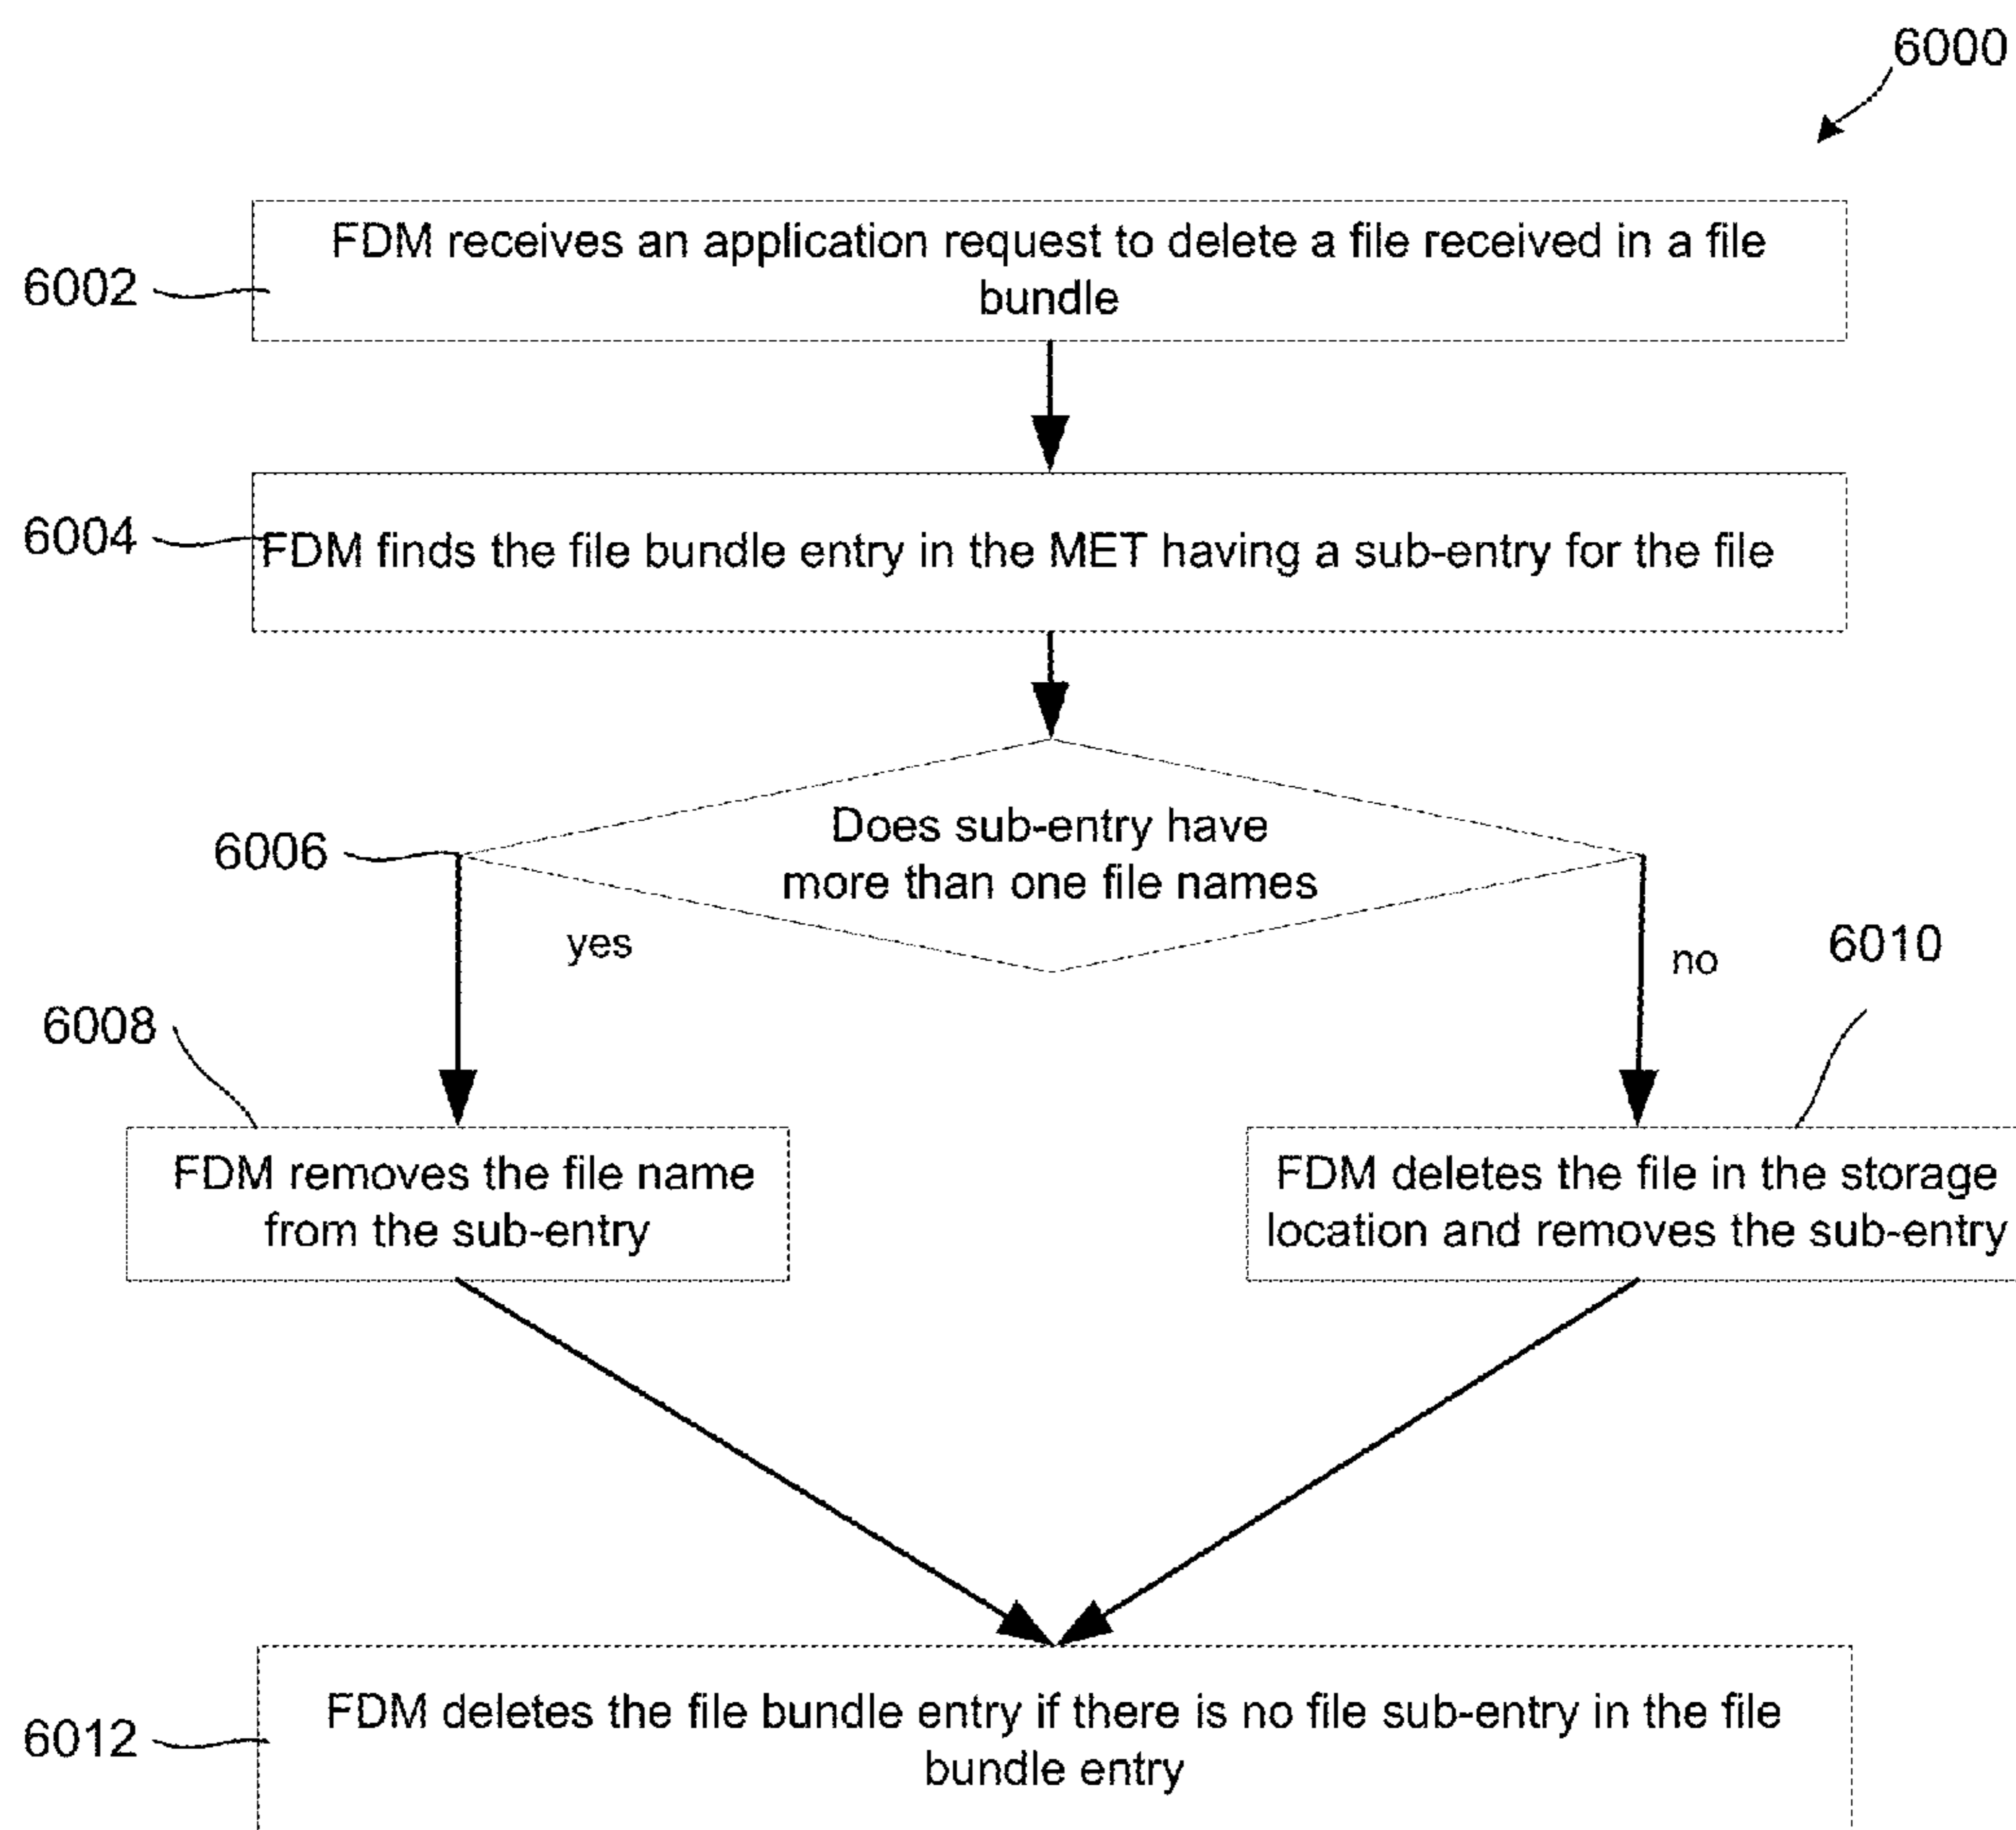 6000
FDM receives an application request to delete a file received in a file
bundle
6002
6004
FDM finds the file bundle entry in the MET having a sub-entry for the file
Does sub-entry have
more than one file names
6006
yes
no
6010
6008
FDM removes the file name
from the sub-entry
FDM deletes the file in the storage
location and removes the sub-entry
FDM deletes the file bundle entry if there is no file sub-entry in the file
bundle entry
6012